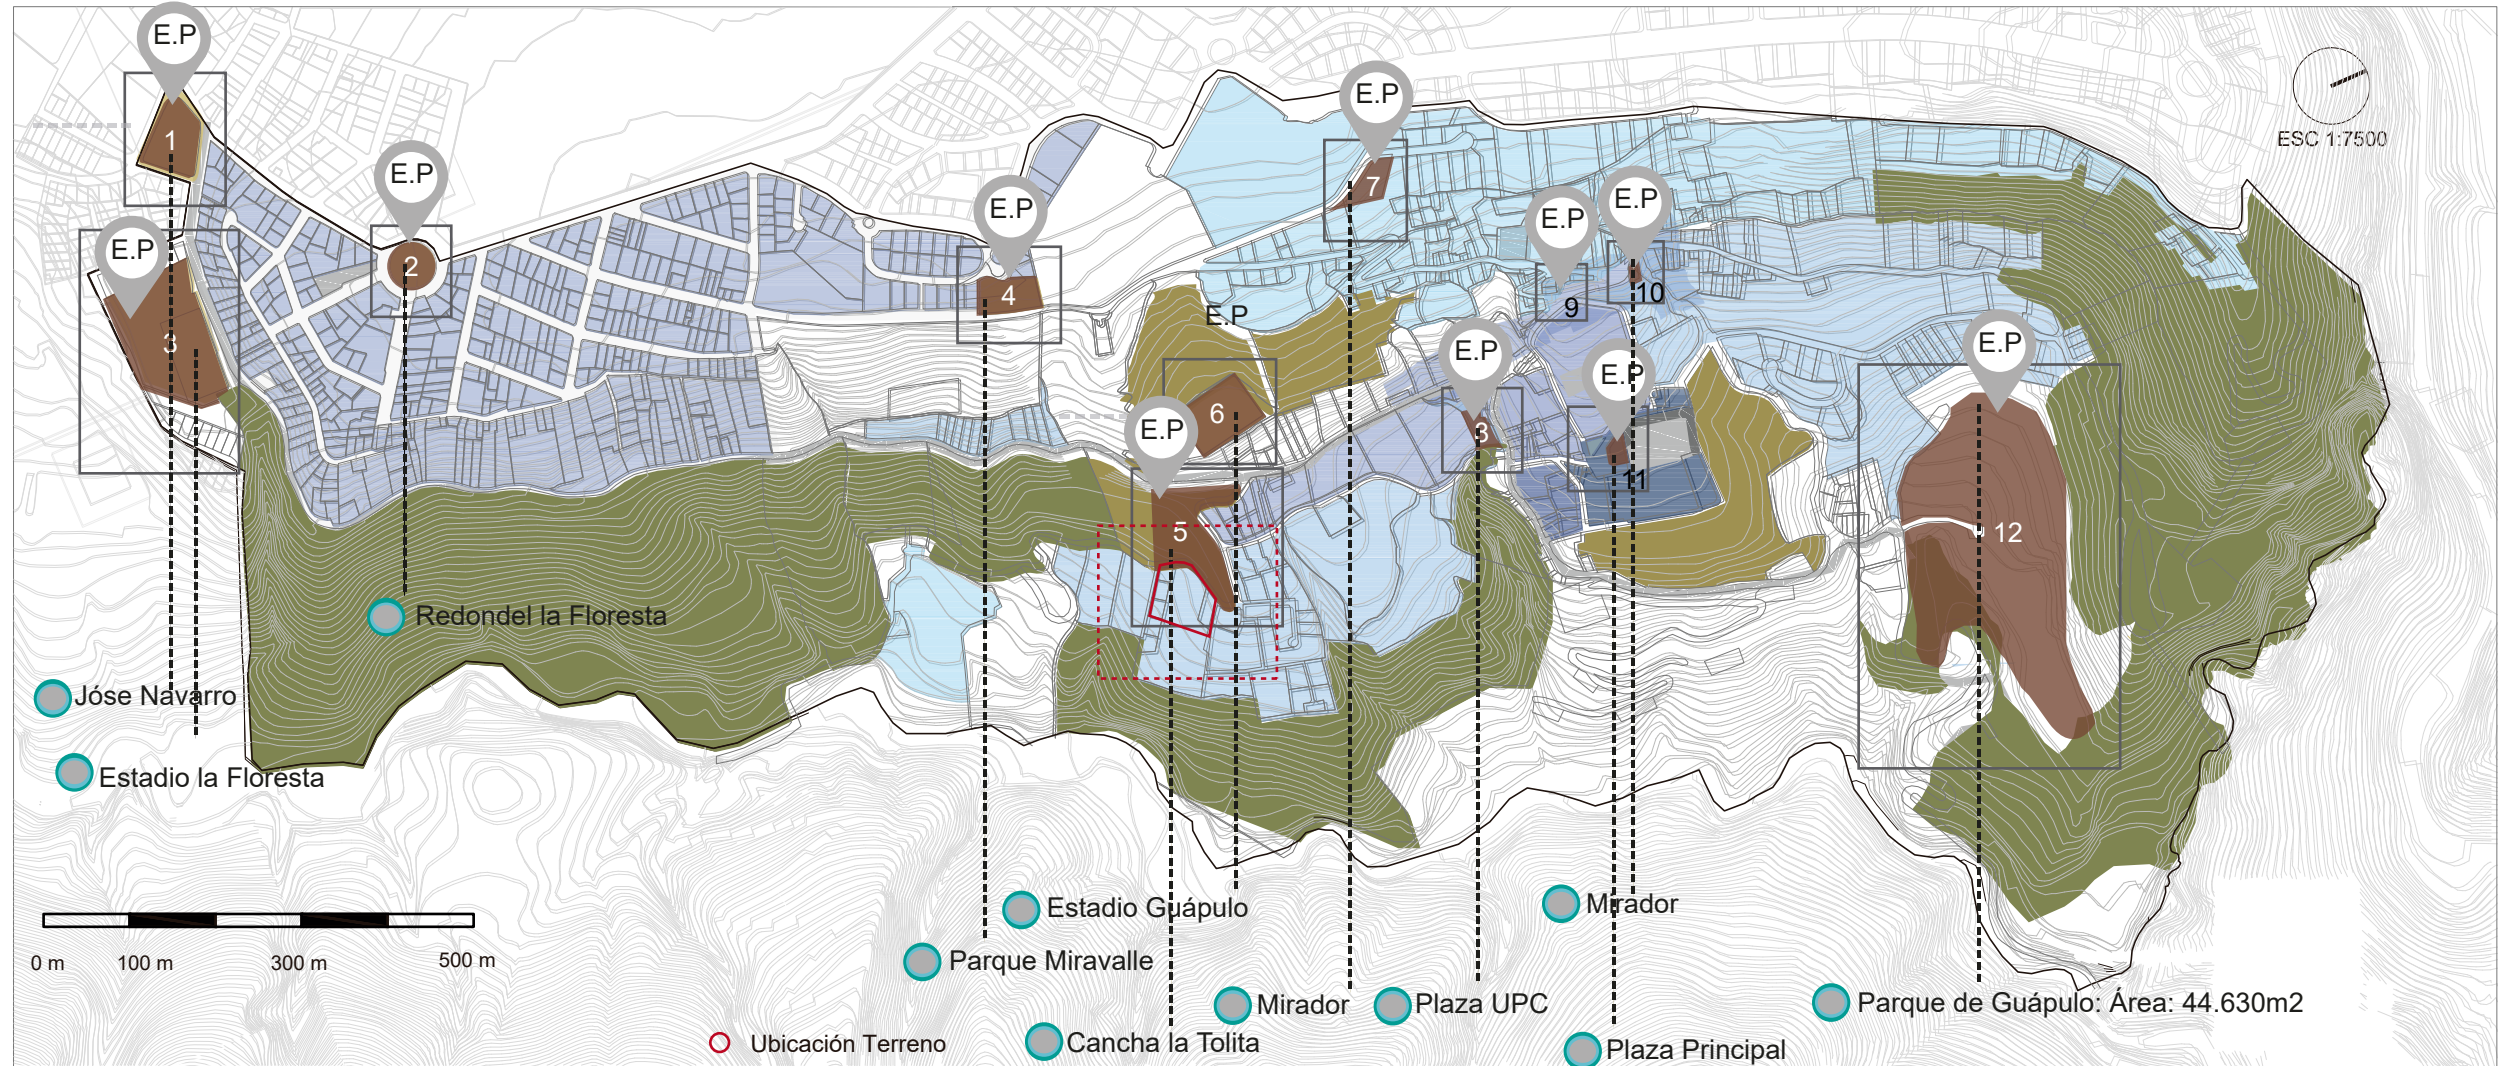 E.P
1
E.P
ESC 1:7500
E.P
2
E.P
7
E.P
4
E.P
E.P
10
9
E.P
3
E.P
6
E.P
3
E.P
11
E.P
E.P
5
12
Redondel la Floresta
Jóse Navarro
Estadio la Floresta
0 m
100 m
300 m
500 m
Estadio Guápulo
Mirador
Parque Miravalle
Mirador
Plaza UPC
Parque de Guápulo: Área: 44.630m2
Ubicación Terreno
Cancha la Tolita
Plaza Principal